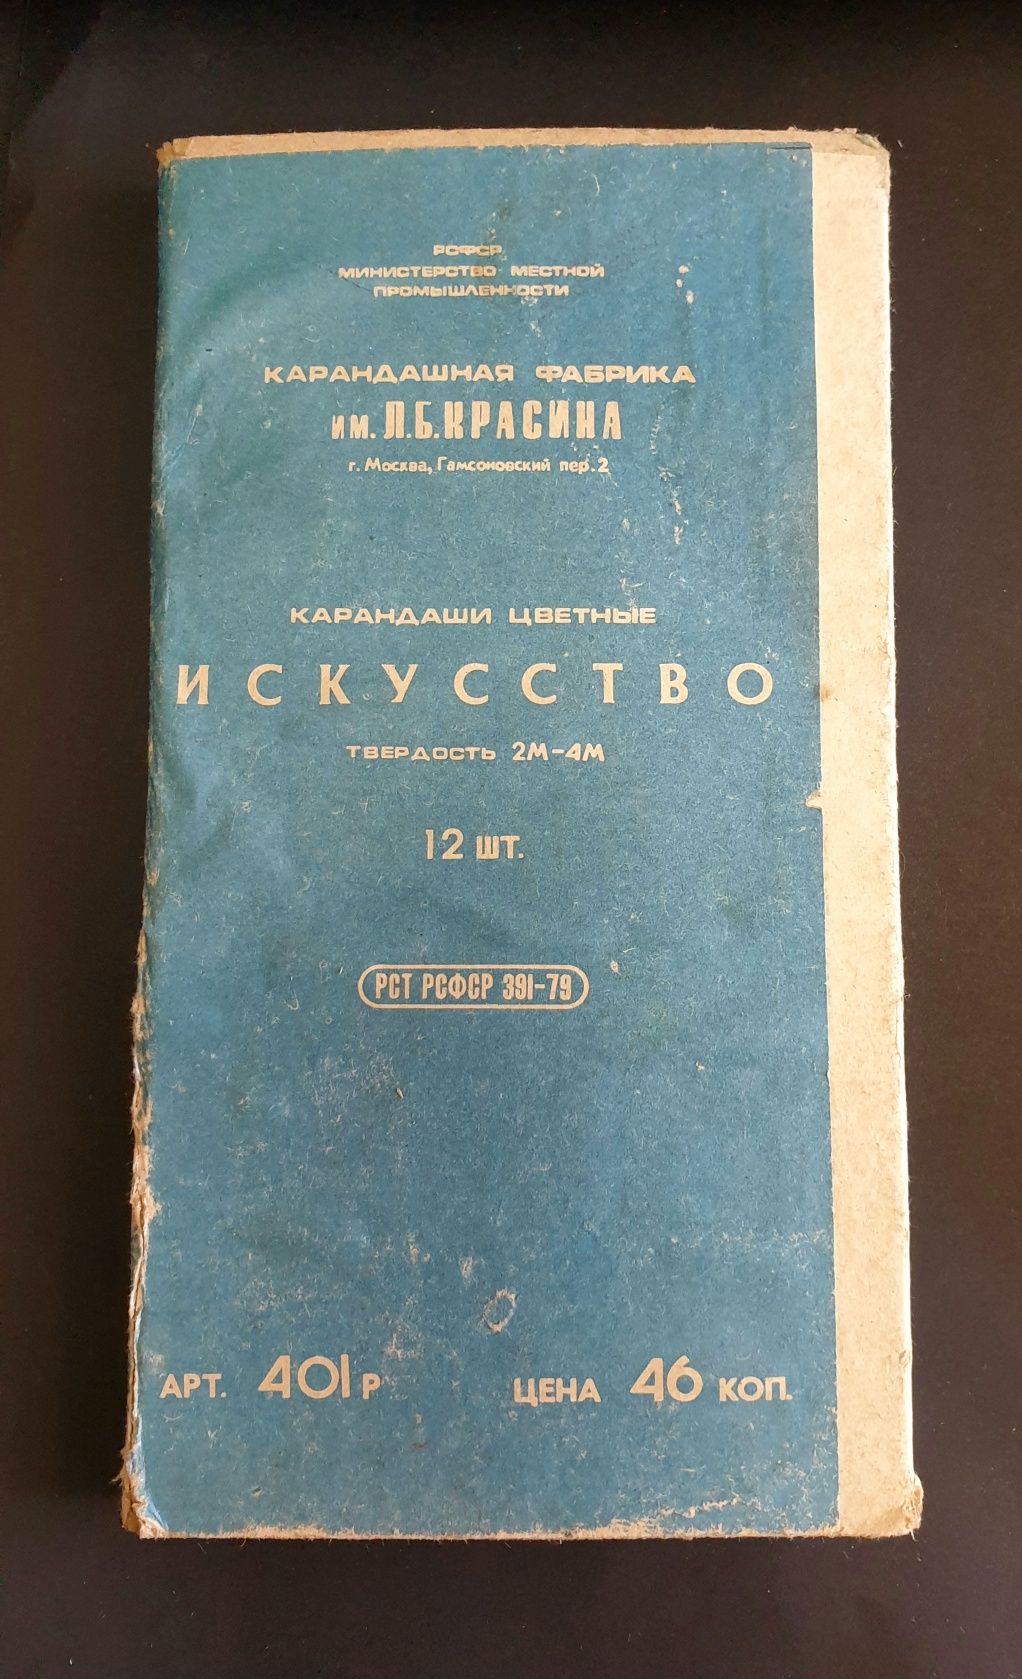 РСФСР
МИНИСТЕРСТВО МЕСТНОЙ
ПРОМЫШЛЕННОСТИ
КАРАНДАШНАЯ ФАБРИКА
ИМ. Л.Б.КРАСИНА
г. Москва, Гамсоновский пер. 2
КАРАНДАШИ ЦВЕТНЫЕ
ИСКУССТВО
ТВЕРДОСТЬ 2М-4М
12 ШТ.
РСТ РСФСР 391-79
АРТ. 401Р ЦЕНА 46 КОП.